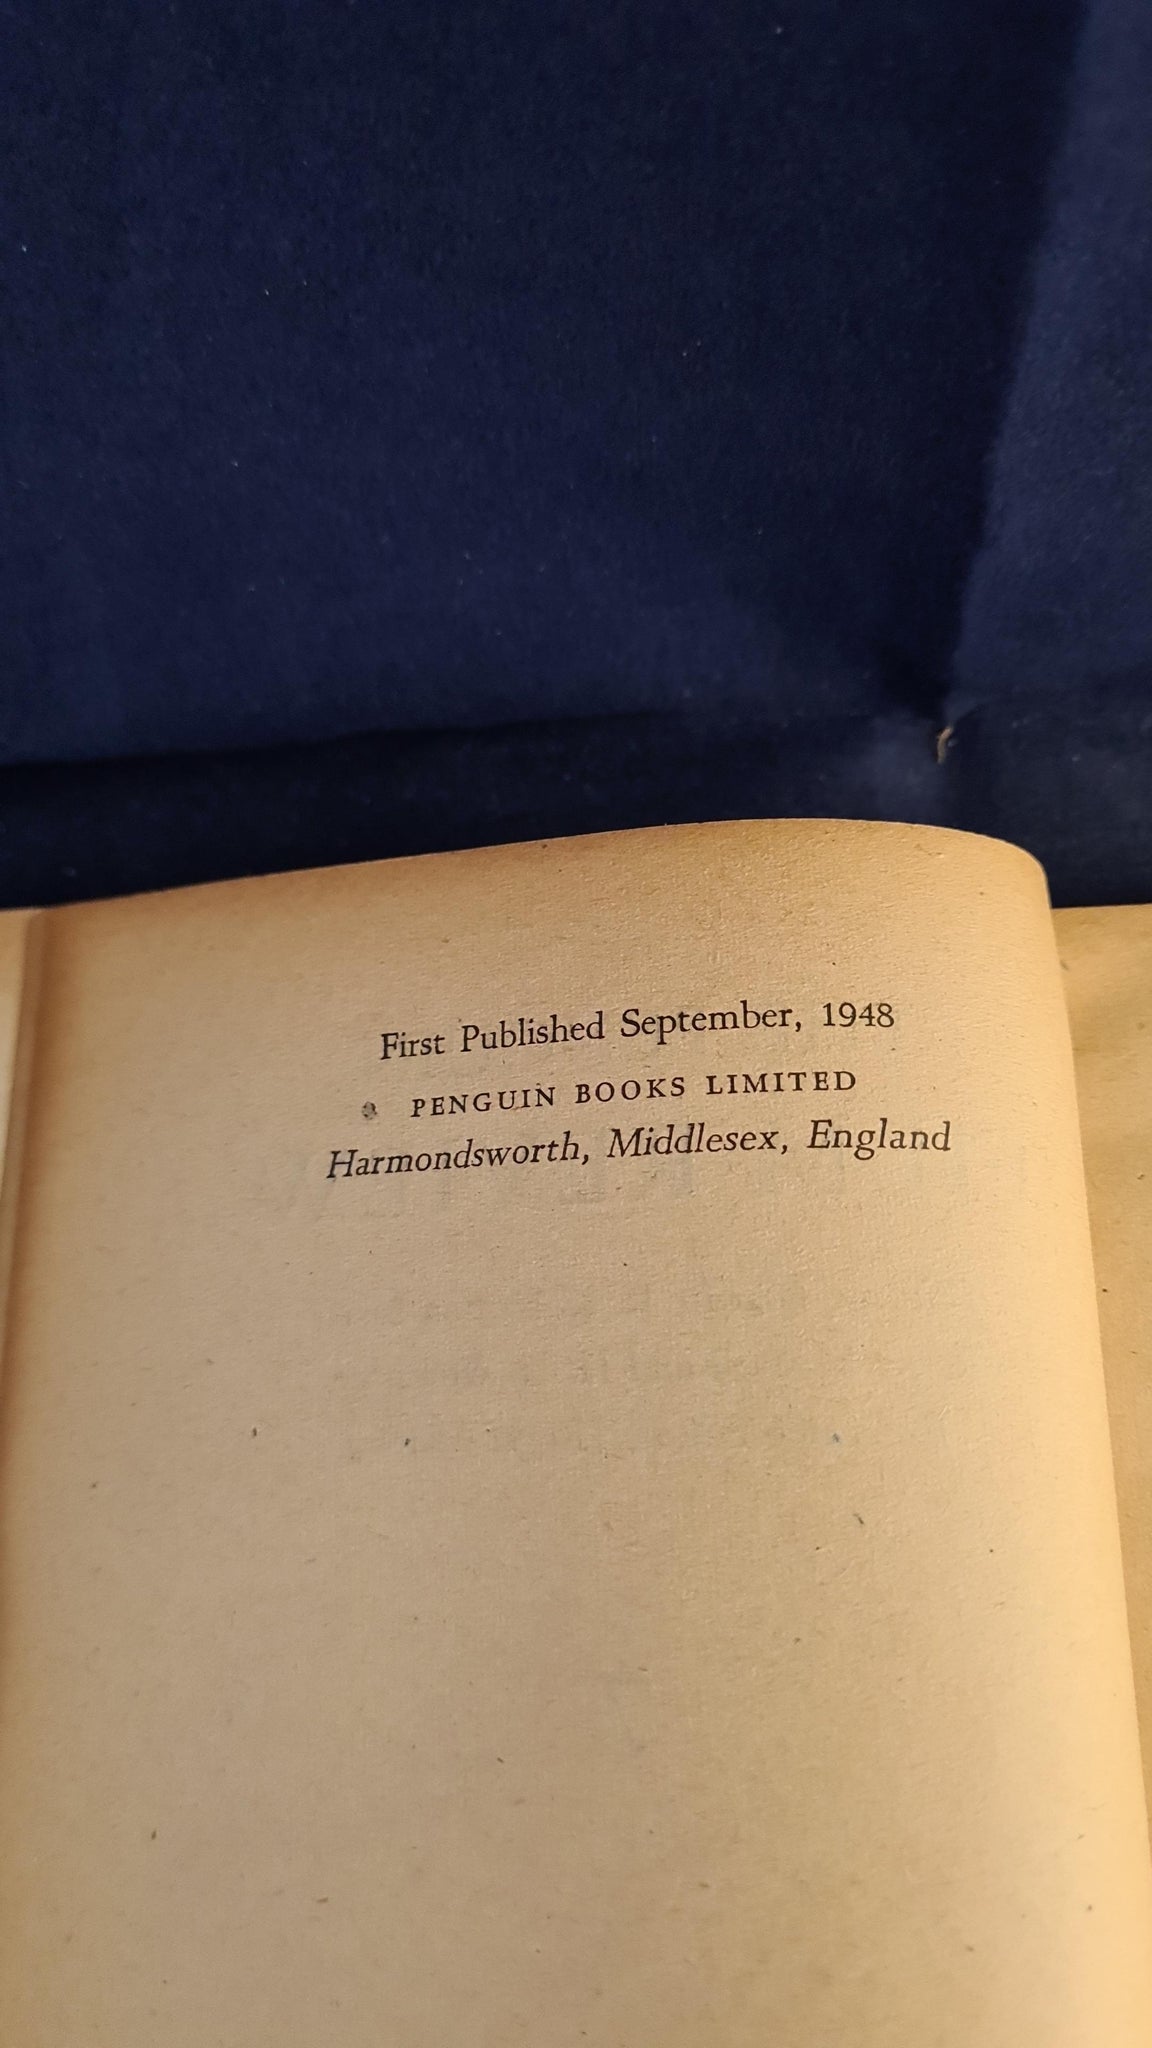 First Published September, 1948
PENGUIN BOOKS LIMITED
Harmondsworth, Middlesex, England